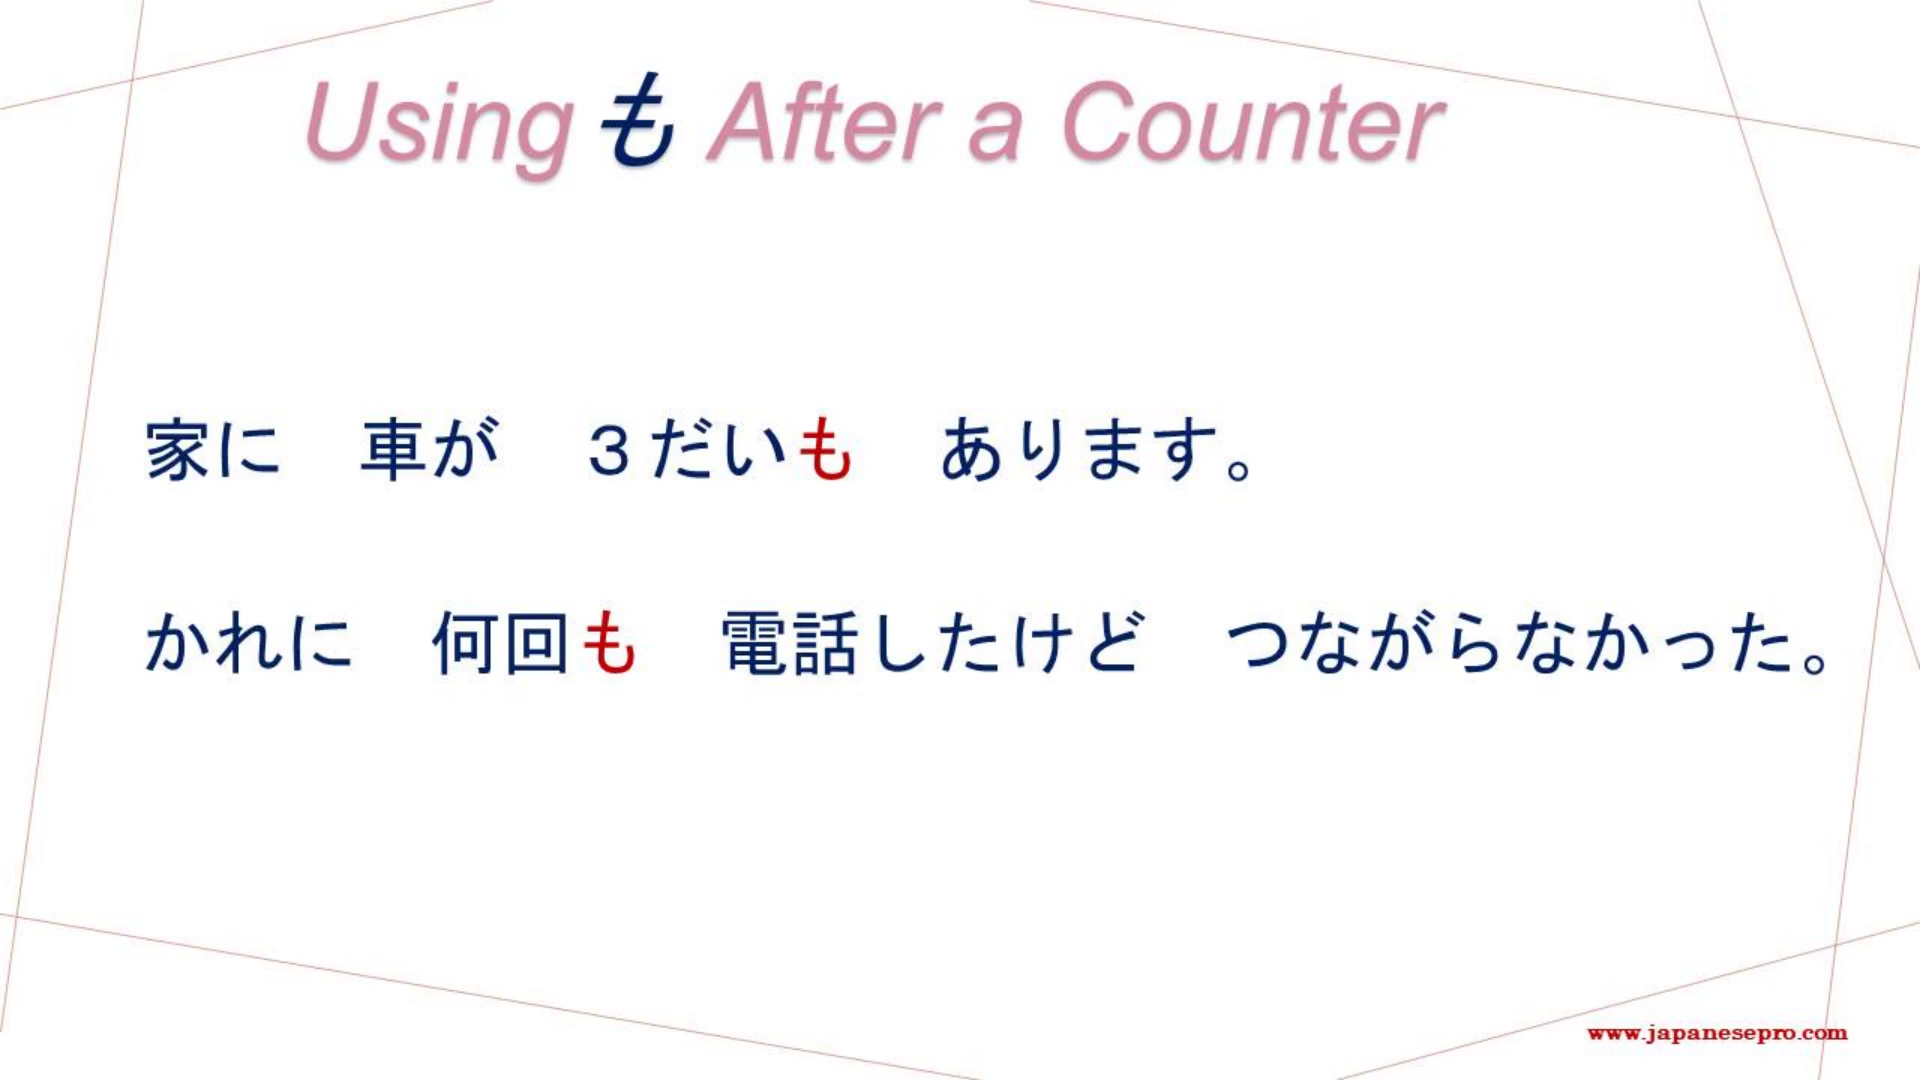 Using も After a Counter
家に　車が　３だいも　あります。
かれに　何回も　電話したけど　つながらなかった。
www.japanesepro.com